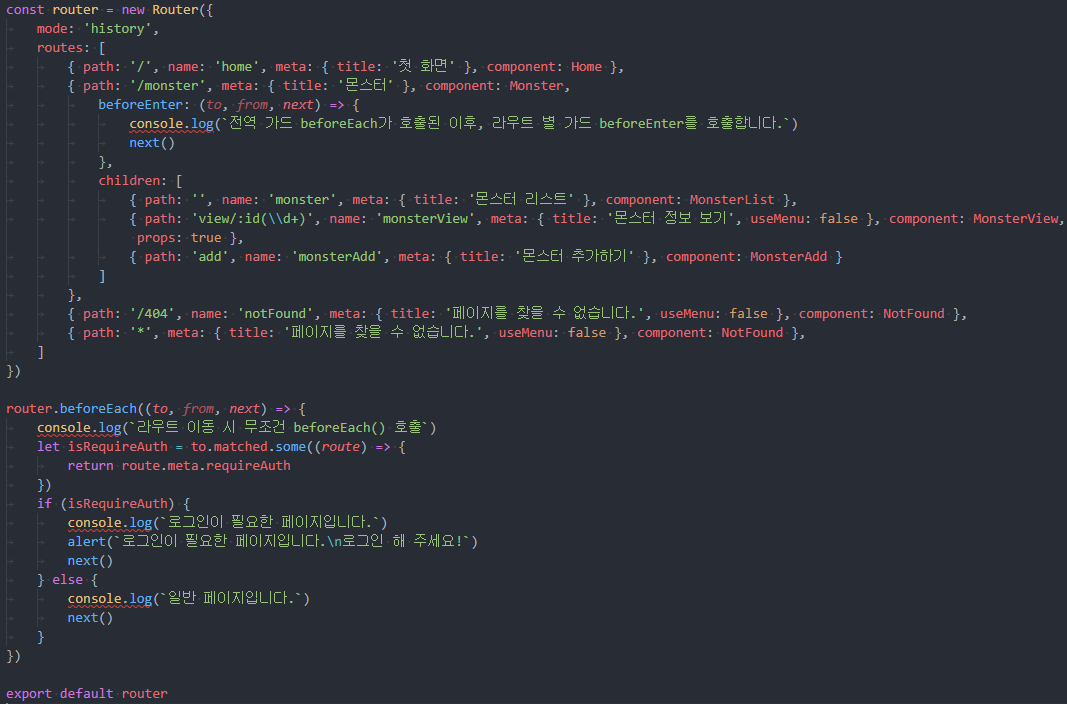 const router = new Router({
mode: 'history',
routes: [
{ path: '/', name: 'home', meta: { title: '첫 화면' }, component: Home },
{ path: '/monster', meta: { title: '몬스터' }, component: Monster,
beforeEnter: (to, from, next) => {
console.log(`전역 가드 beforeEach가 호출된 이후, 라우트 별 가드 beforeEnter를 호출합니다.`)
next()
},
children: [
{ path: '', name: 'monster', meta: { title: '몬스터 리스트' }, component: MonsterList },
{ path: 'view/:id(\\d+)', name: 'monsterView', meta: { title: '몬스터 정보 보기', useMenu: false }, component: MonsterView,
props: true },
{ path: 'add', name: 'monsterAdd', meta: { title: '몬스터 추가하기' }, component: MonsterAdd }
]
},
{ path: '/404', name: 'notFound', meta: { title: '페이지를 찾을 수 없습니다.', useMenu: false }, component: NotFound },
{ path: '*', meta: { title: '페이지를 찾을 수 없습니다.', useMenu: false }, component: NotFound },
]
})
router.beforeEach((to, from, next) => {
console.log(`라우트 이동 시 무조건 beforeEach() 호출`)
let isRequireAuth = to.matched.some((route) => {
return route.meta.requireAuth
})
if (isRequireAuth) {
console.log(`로그인이 필요한 페이지입니다.`)
alert(`로그인이 필요한 페이지입니다.\n로그인 해 주세요!`)
next()
} else {
console.log(`일반 페이지입니다.`)
next()
}
})
export default router